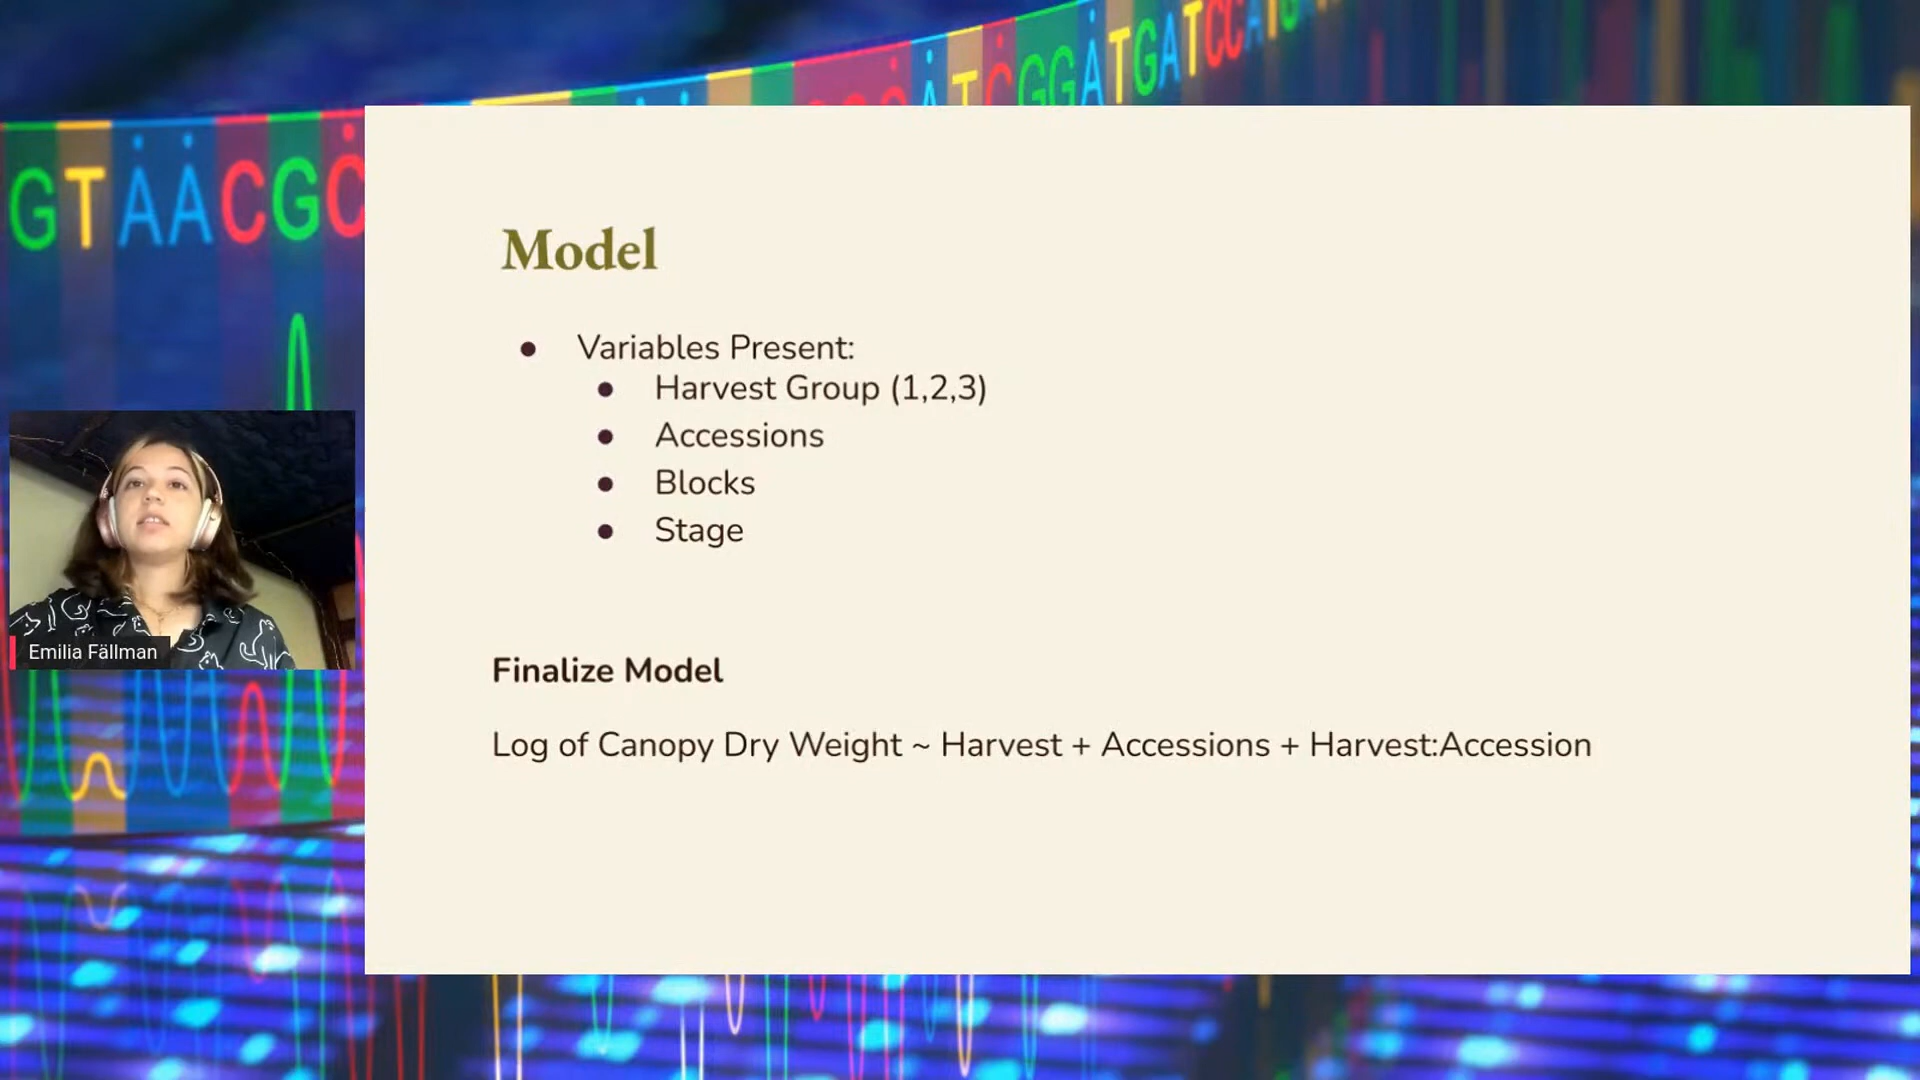 GTAACGC
ATCGGATGATCC
Model
Variables Present:
Harvest Group (1,2,3)
Accessions
Blocks
Stage
Emilia Fällman
Finalize Model
Log of Canopy Dry Weight ~ Harvest + Accessions + Harvest:Accession